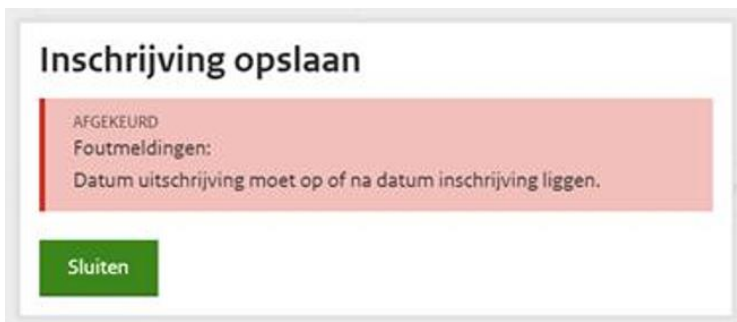 Inschrijving opslaan
AFGEKEURD
Foutmeldingen:
Datum uitschrijving moet op of na datum inschrijving liggen.
Sluiten